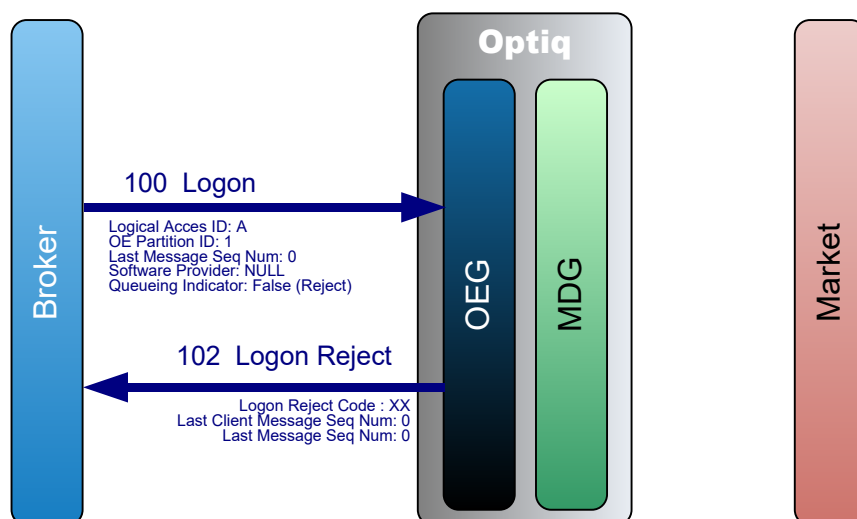 Optiq
100 Logon
Logical Acces ID: A
OE Partition ID: 1
Last Message Seq Num: 0
Software Provider: NULL
Queueing Indicator: False (Reject)
Broker
OEG
MDG
Market
102 Logon Reject
Logon Reject Code : XX
Last Client Message Seq Num: 0
Last Message Seq Num: 0